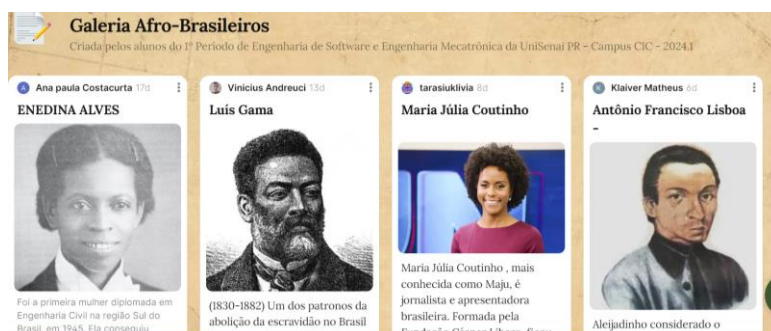 Galeria Afro-Brasileiros
Criada pelos alunos do 1º Período de Engenharia de Software e Engenharia Mecatrônica da UniSenai PR - Campus CIC - 2024.1
Ana paula Costacurta 17d
ENEDINA ALVES
Foi a primeira mulher diplomada em
Engenharia Civil na região Sul do
Brasil, em 1945. Ela conseguiu
Vinicius Andreuci 13d
Luís Gama
(1830-1882) Um dos patronos da
abolição da escravidão no Brasil
tarasiuklivia 8d
Maria Júlia Coutinho
Maria Júlia Coutinho , mais
conhecida como Maju, é
jornalista e apresentadora
brasileira. Formada pela
Klaiver Matheus 6d
Antônio Francisco Lisboa
-
Aleijadinho considerado o